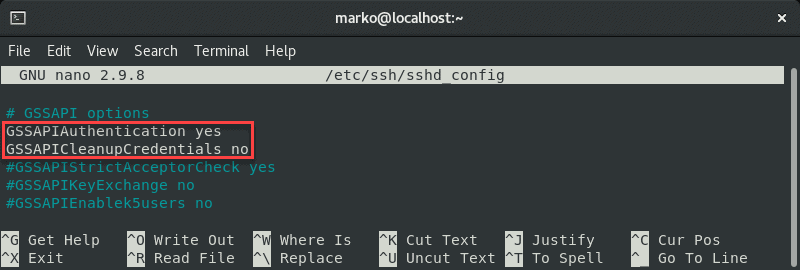 marko@localhost:~
File Edit View Search Terminal Help
GNU nano 2.9.8 /etc/ssh/sshd_config
# GSSAPI options
GSSAPIAuthentication yes
GSSAPICleanupCredentials no
#GSSAPIStrictAcceptorCheck yes
#GSSAPIKeyExchange no
#GSSAPIEnablek5users no
^G Get Help ^O Write Out ^W Where Is ^K Cut Text ^J Justify ^C Cur Pos
^X Exit ^R Read File ^\ Replace ^U Uncut Text ^T To Spell ^_ Go To Line